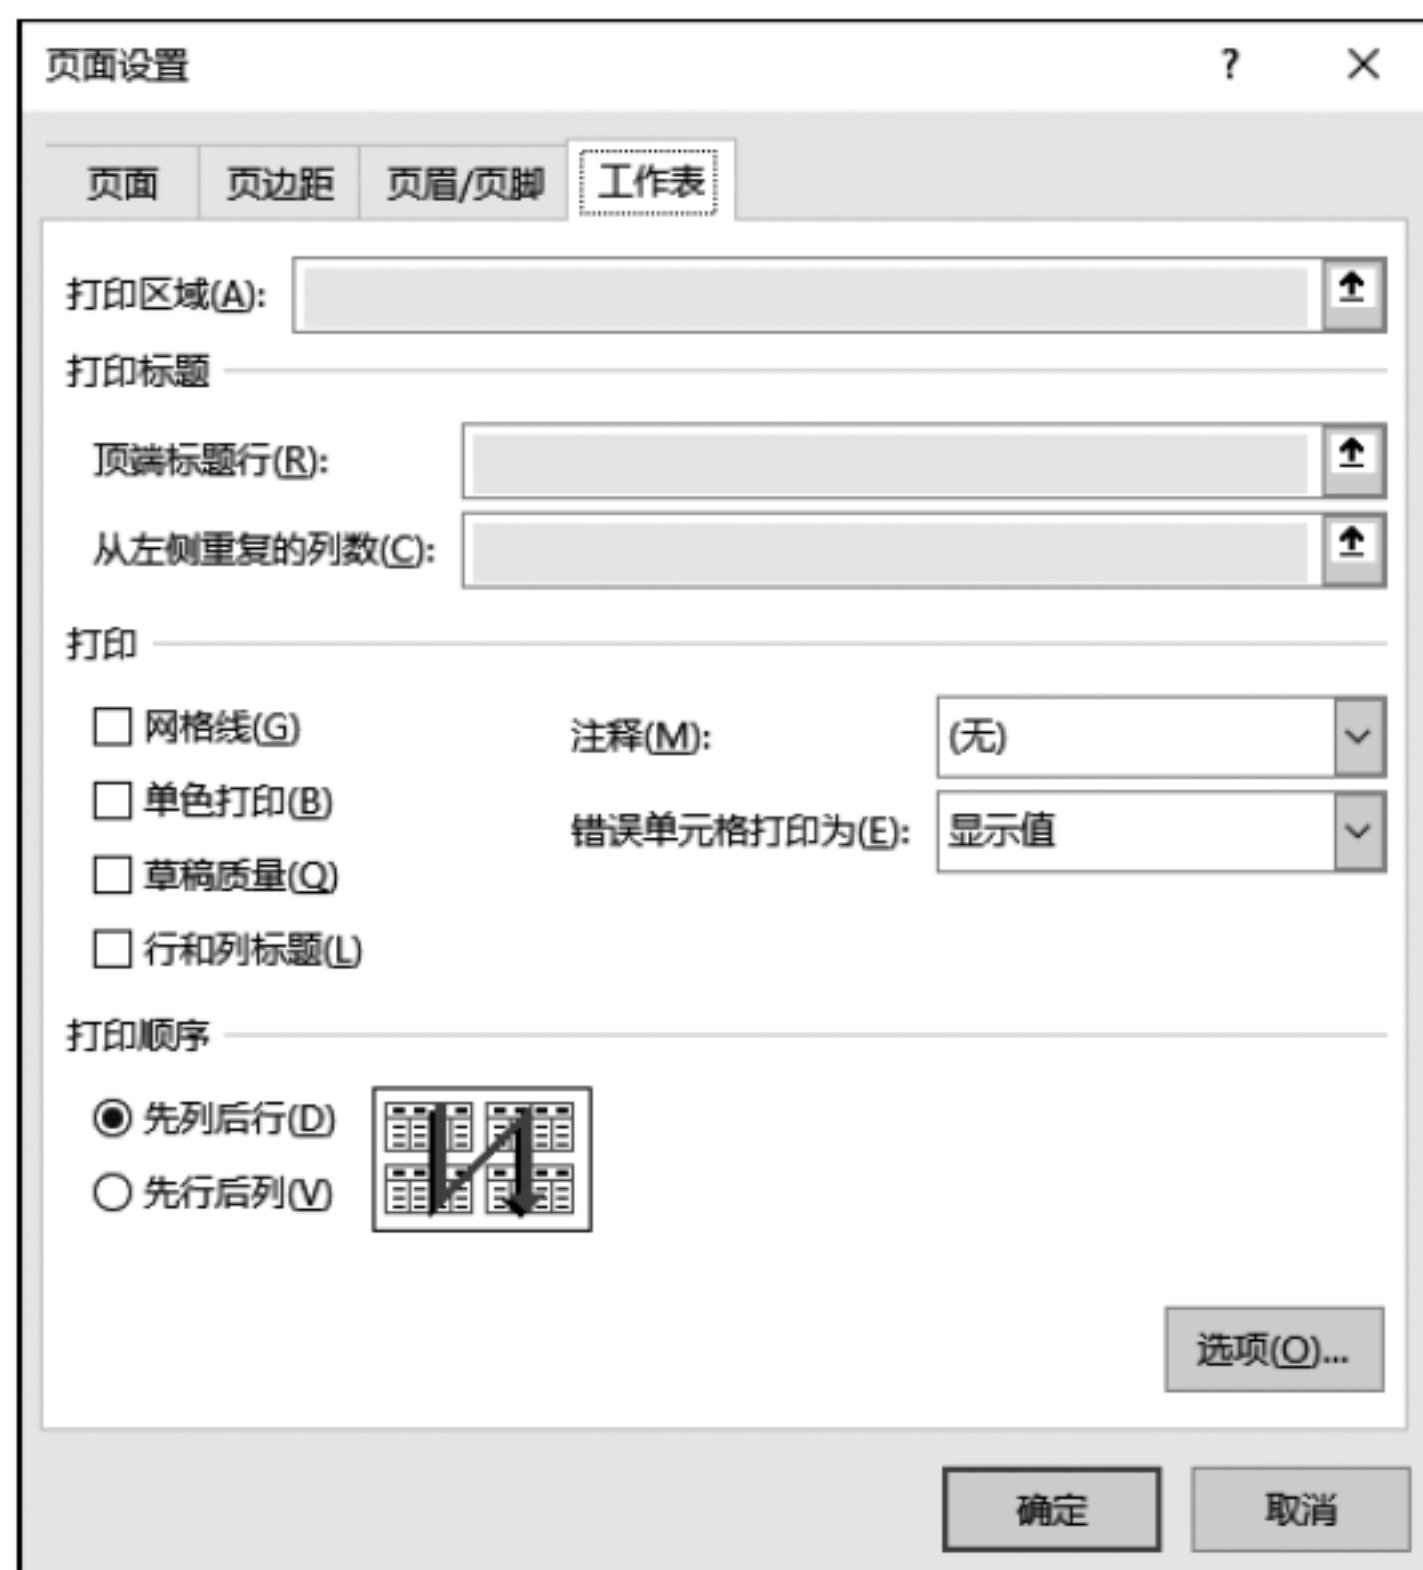 页面设置 ? ×
页面 页边距 页眉/页脚 工作表
打印区域(A):
打印标题
顶端标题行(R):
从左侧重复的列数(C):
打印
网格线(G) 注释(M): (无)
单色打印(B)
错误单元格打印为(E): 显示值
草稿质量(Q)
行和列标题(L)
打印顺序
先列后行(D)
先行后列(V)
选项(O)...
确定 取消